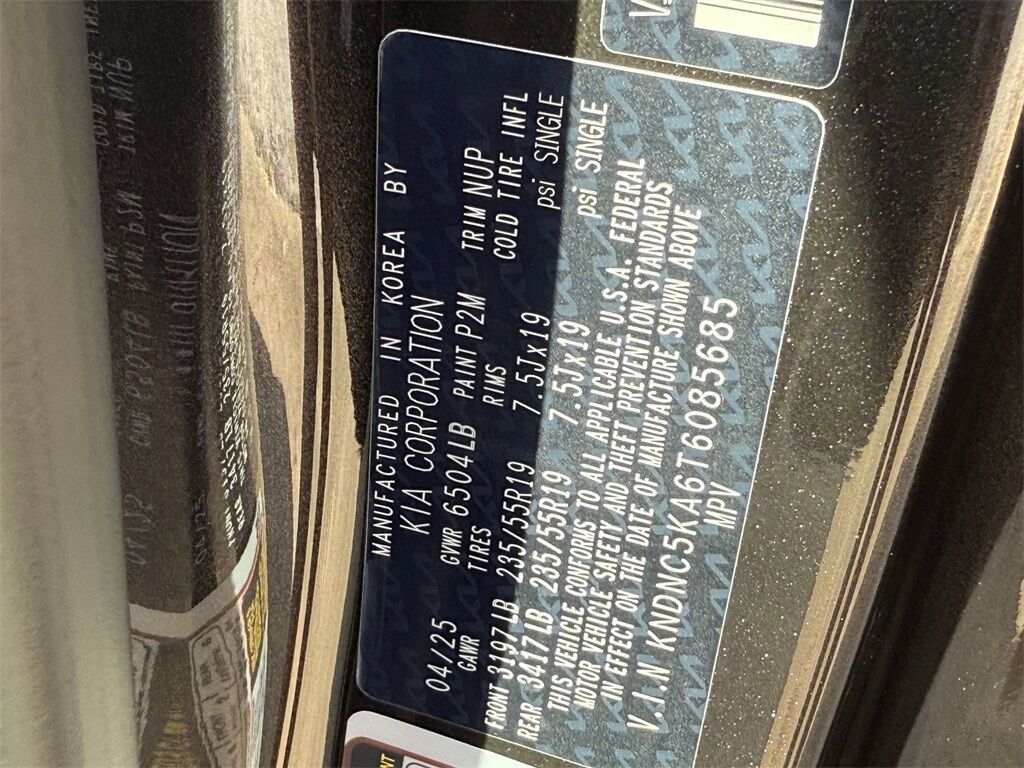 MANUFACTURED IN KOREA BY
KIA CORPORATION
04/25 GVWR 6504LB PAINT P2M TRIM NUP
GAWR TIRES RIMS COLD TIRE INFL
FRONT 3197LB 235/55R19 7.5Jx19 psi SINGLE
REAR 3417LB 235/55R19 7.5Jx19 psi SINGLE
THIS VEHICLE CONFORMS TO ALL APPLICABLE U.S.A. FEDERAL
MOTOR VEHICLE SAFETY AND THEFT PREVENTION STANDARDS
IN EFFECT ON THE DATE OF MANUFACTURE SHOWN ABOVE
V.I.N KNDNC5KA6T6085685
MPV